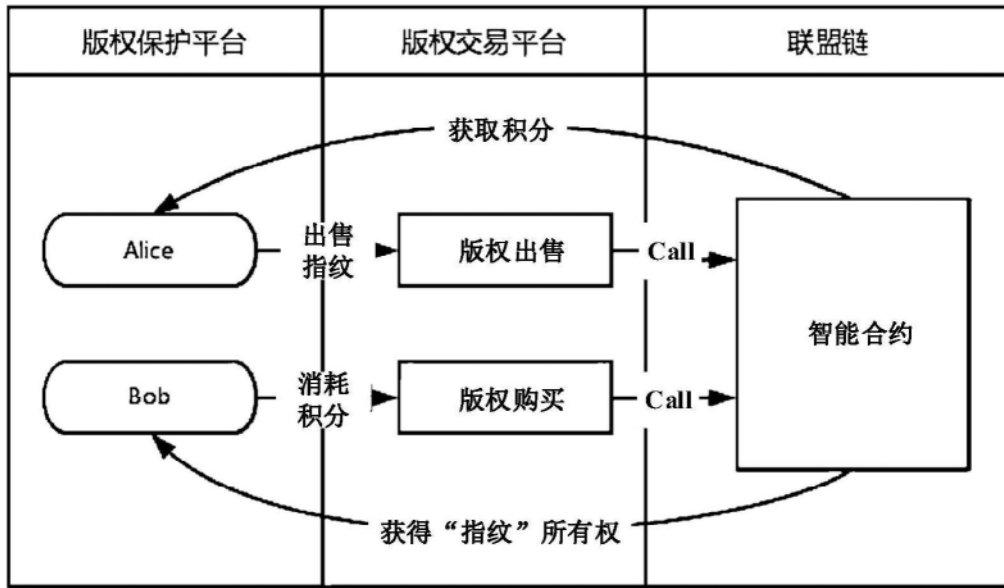 版权保护平台
版权交易平台
联盟链
获取积分
Alice
出售
指纹
版权出售
Call
智能合约
Bob
消耗
积分
版权购买
Call
获得“指纹”所有权